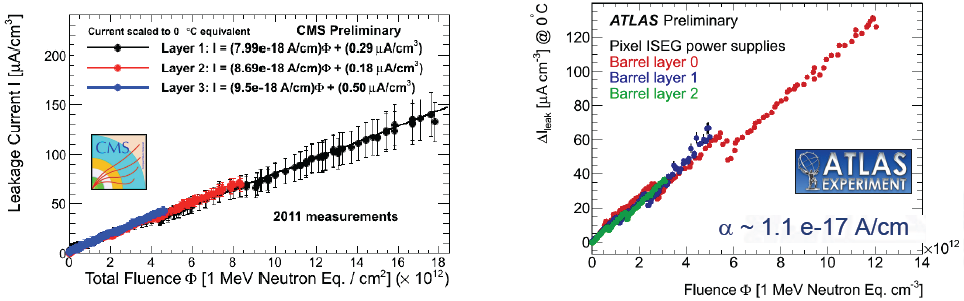 Current scaled to 0 °C equivalent CMS Preliminary
Layer 1: I = (7.99e-18 A/cm)Φ + (0.29 μA/cm³)
Layer 2: I = (8.69e-18 A/cm)Φ + (0.18 μA/cm³)
Layer 3: I = (9.5e-18 A/cm)Φ + (0.50 μA/cm³)
Leakage Current I [μA/cm³]
200
150
100
50
CMS
2011 measurements
0 2 4 6 8 10 12 14 16 18
Total Fluence Φ [1 MeV Neutron Eq. / cm²] (× 10¹²)
ATLAS Preliminary
Pixel ISEG power supplies
Barrel layer 0
Barrel layer 1
Barrel layer 2
ΔI_leak [μA cm⁻³] @ 0°C
120
100
80
60
40
20
0
ATLAS
EXPERIMENT
α ~ 1.1 e-17 A/cm
×10¹²
0 2 4 6 8 10 12 14
Fluence Φ [1 MeV Neutron Eq. cm⁻³]